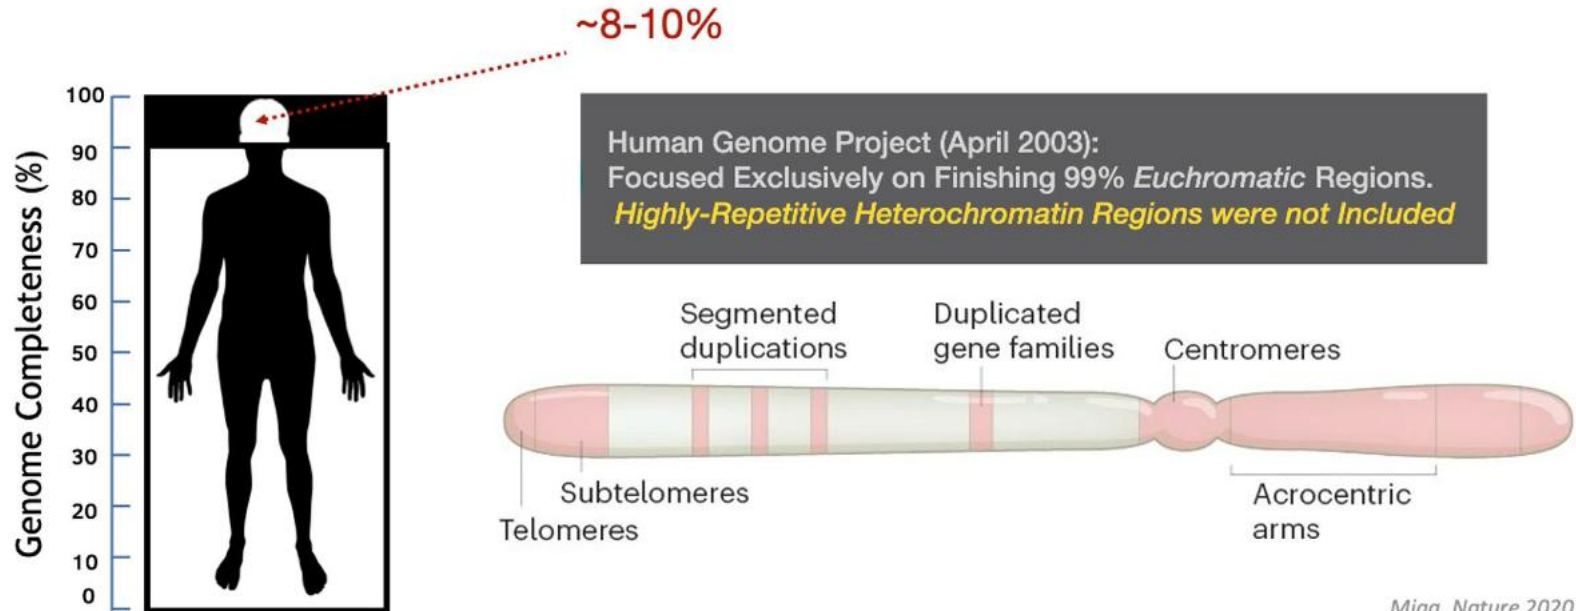 ~8-10%
Genome Completeness (%)
100
90
80
70
60
50
40
30
20
10
0
Human Genome Project (April 2003):
Focused Exclusively on Finishing 99% Euchromatic Regions.
Highly-Repetitive Heterochromatin Regions were not Included
Segmented
duplications
Duplicated
gene families
Centromeres
Subtelomeres
Telomeres
Acrocentric
arms
Miga, Nature 2020